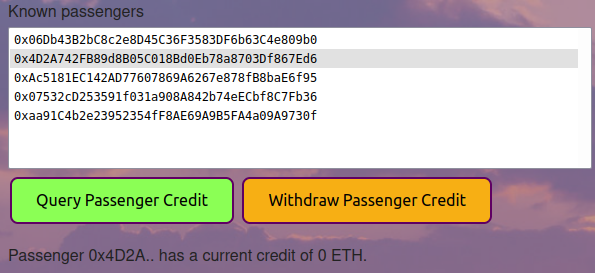 Known passengers
0x06Db43B2bC8c2e8D45C36F3583DF6b63C4e809b0
0x4D2A742FB89d8B05C018Bd0Eb78a8703Df867Ed6
0xAc5181EC142AD77607869A6267e878fB8baE6f95
0x07532cD253591f031a908A842b74eECbf8C7Fb36
0xaa91C4b2e23952354fF8AE69A9B5FA4a09A9730f
Query Passenger Credit
Withdraw Passenger Credit
Passenger 0x4D2A.. has a current credit of 0 ETH.